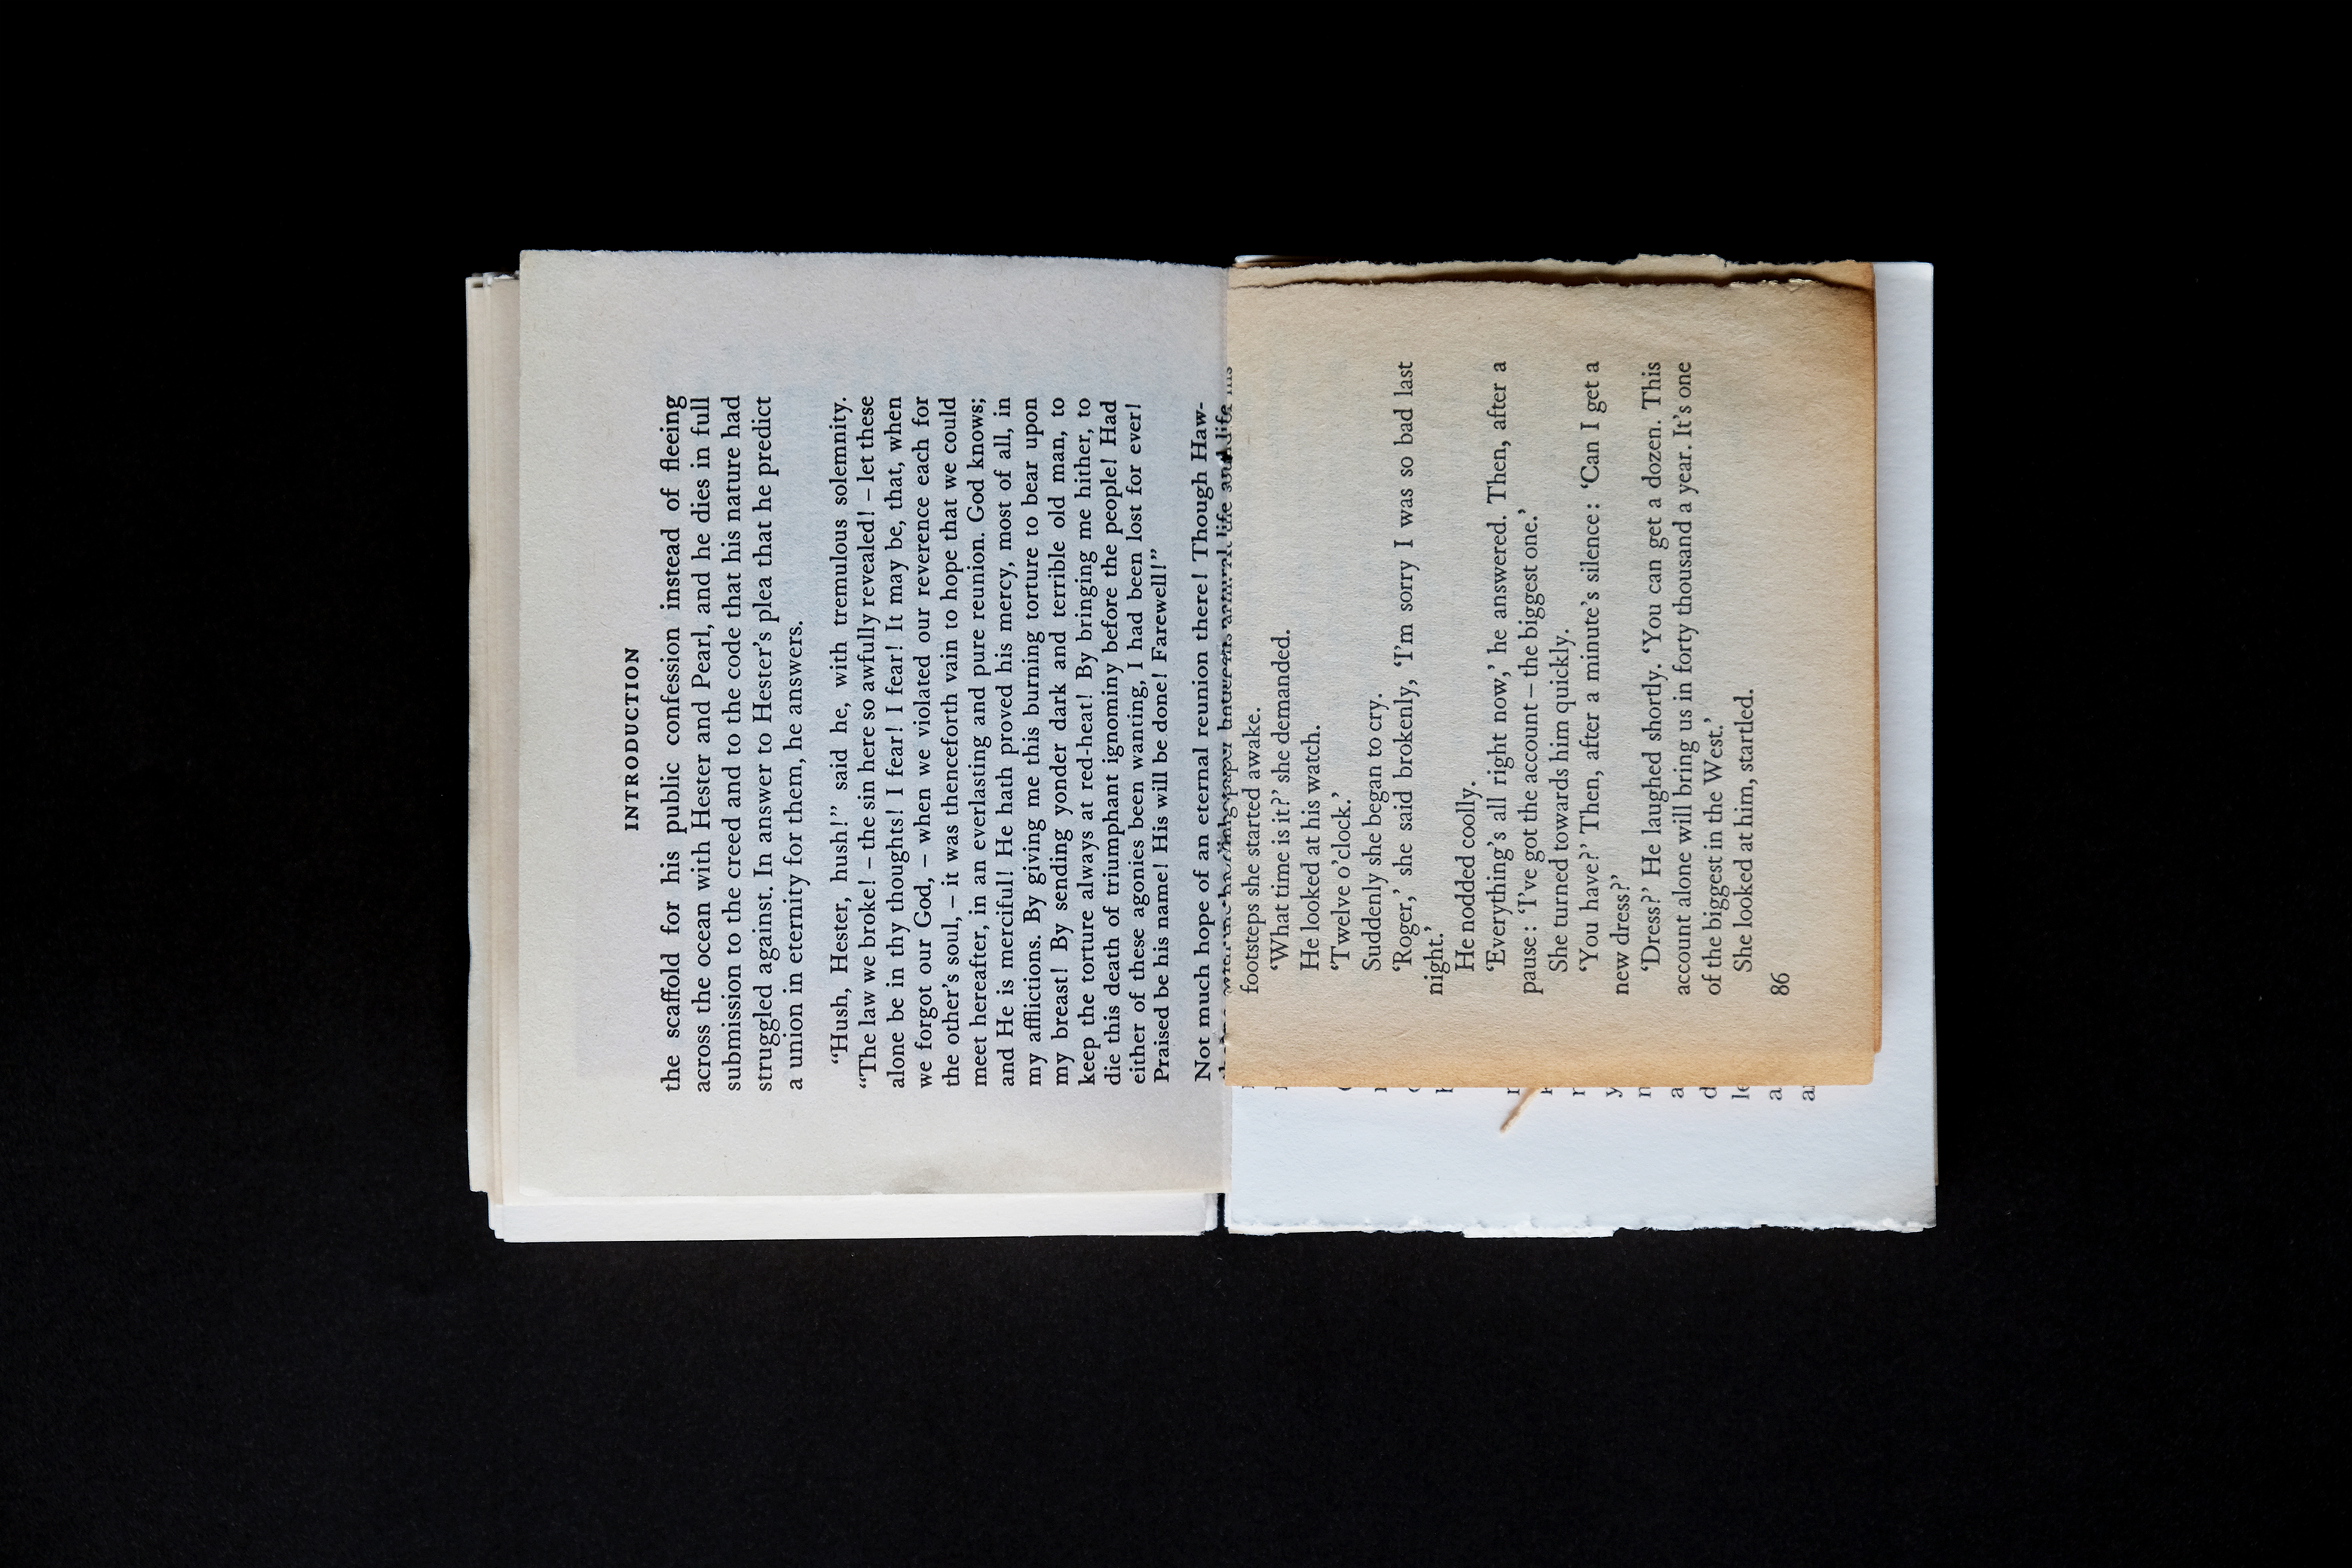 INTRODUCTION
the scaffold for his public confession instead of fleeing
across the ocean with Hester and Pearl, and he dies in full
submission to the creed and to the code that his nature had
struggled against. In answer to Hester's plea that he predict
a union in eternity for them, he answers.
“Hush, Hester, hush!” said he, with tremulous solemnity.
“The law we broke! – the sin here so awfully revealed! – let these
alone be in thy thoughts! I fear! I fear! It may be, that, when
we forgot our God, – when we violated our reverence each for
the other's soul, – it was thenceforth vain to hope that we could
meet hereafter, in an everlasting and pure reunion. God knows;
and He is merciful! He hath proved his mercy, most of all, in
my afflictions. By giving me this burning torture to bear upon
my breast! By sending yonder dark and terrible old man, to
keep the torture always at red-heat! By bringing me hither, to
die this death of triumphant ignominy before the people! Had
either of these agonies been wanting, I had been lost for ever!
Praised be his name! His will be done! Farewell!”
Not much hope of an eternal reunion there! Though Haw-
footsteps she started awake.
‘What time is it?’ she demanded.
He looked at his watch.
‘Twelve o’clock.’
Suddenly she began to cry.
‘Roger,’ she said brokenly, ‘I’m sorry I was so bad last
night.’
He nodded coolly.
‘Everything’s all right now,’ he answered. Then, after a
pause: ‘I’ve got the account – the biggest one.’
She turned towards him quickly.
‘You have?’ Then, after a minute’s silence: ‘Can I get a
new dress?’
‘Dress?’ He laughed shortly. ‘You can get a dozen. This
account alone will bring us in forty thousand a year. It’s one
of the biggest in the West.’
She looked at him, startled.
86